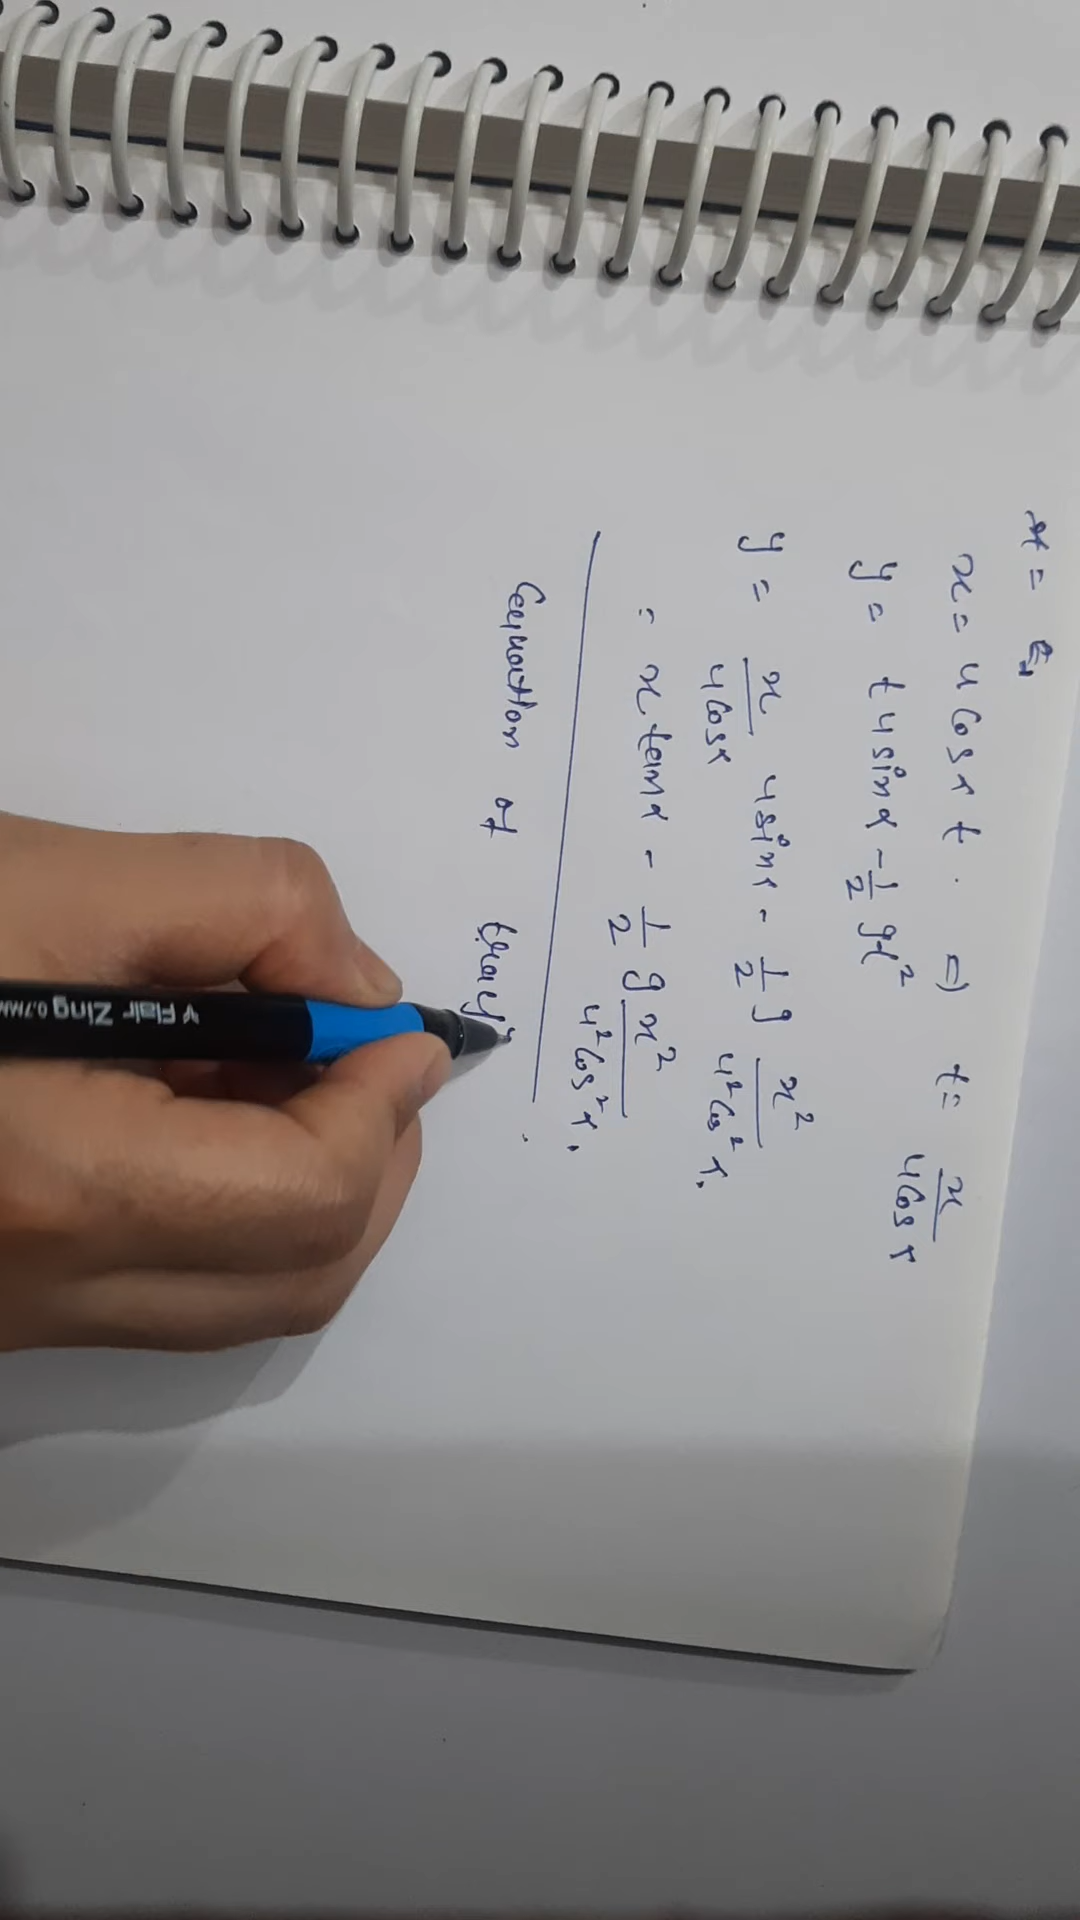 x = u cos α t. ⇒ t = x / u cos α
y = t u sin α - 1/2 gt²
y = x / u cos α u sin α - 1/2 g x² / u² cos² α.
= x tan α - 1/2 g x² / u² cos² α.
Equation of
Flair Zing 0.7MM